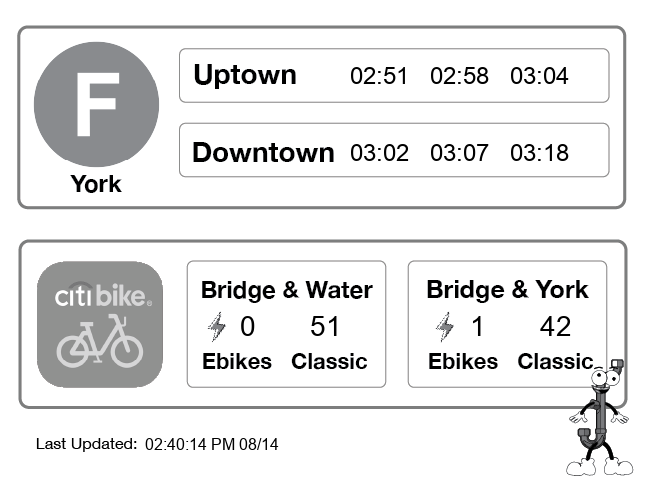 F
York
Uptown 02:51 02:58 03:04
Downtown 03:02 03:07 03:18
citi bike®
Bridge & Water
0 51
Ebikes Classic
Bridge & York
1 42
Ebikes Classic
Last Updated: 02:40:14 PM 08/14